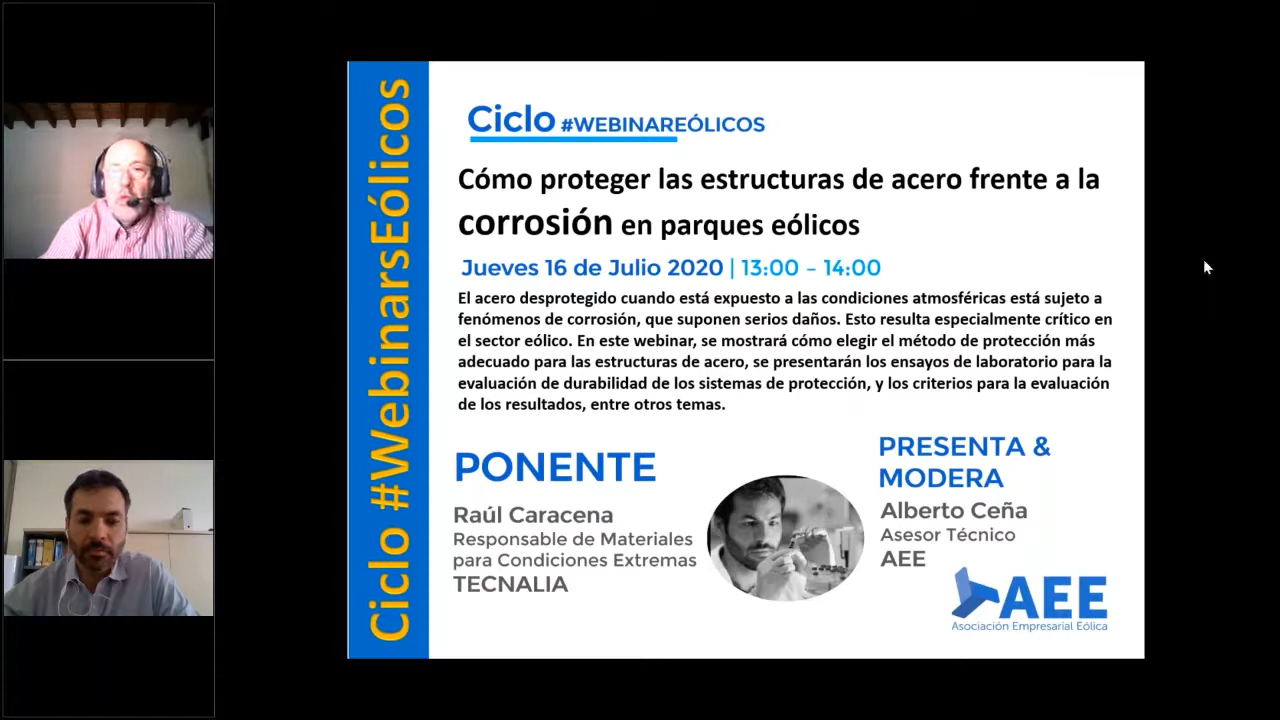 Ciclo #WebinarsEólicos
Ciclo #WEBINAREÓLICOS
Cómo proteger las estructuras de acero frente a la
corrosión en parques eólicos
Jueves 16 de Julio 2020 | 13:00 – 14:00
El acero desprotegido cuando está expuesto a las condiciones atmosféricas está sujeto a
fenómenos de corrosión, que suponen serios daños. Esto resulta especialmente crítico en
el sector eólico. En este webinar, se mostrará cómo elegir el método de protección más
adecuado para las estructuras de acero, se presentarán los ensayos de laboratorio para la
evaluación de durabilidad de los sistemas de protección, y los criterios para la evaluación
de los resultados, entre otros temas.
PONENTE
Raúl Caracena
Responsable de Materiales
para Condiciones Extremas
TECNALIA
PRESENTA &
MODERA
Alberto Ceña
Asesor Técnico
AEE
AEE
Asociación Empresarial Eólica